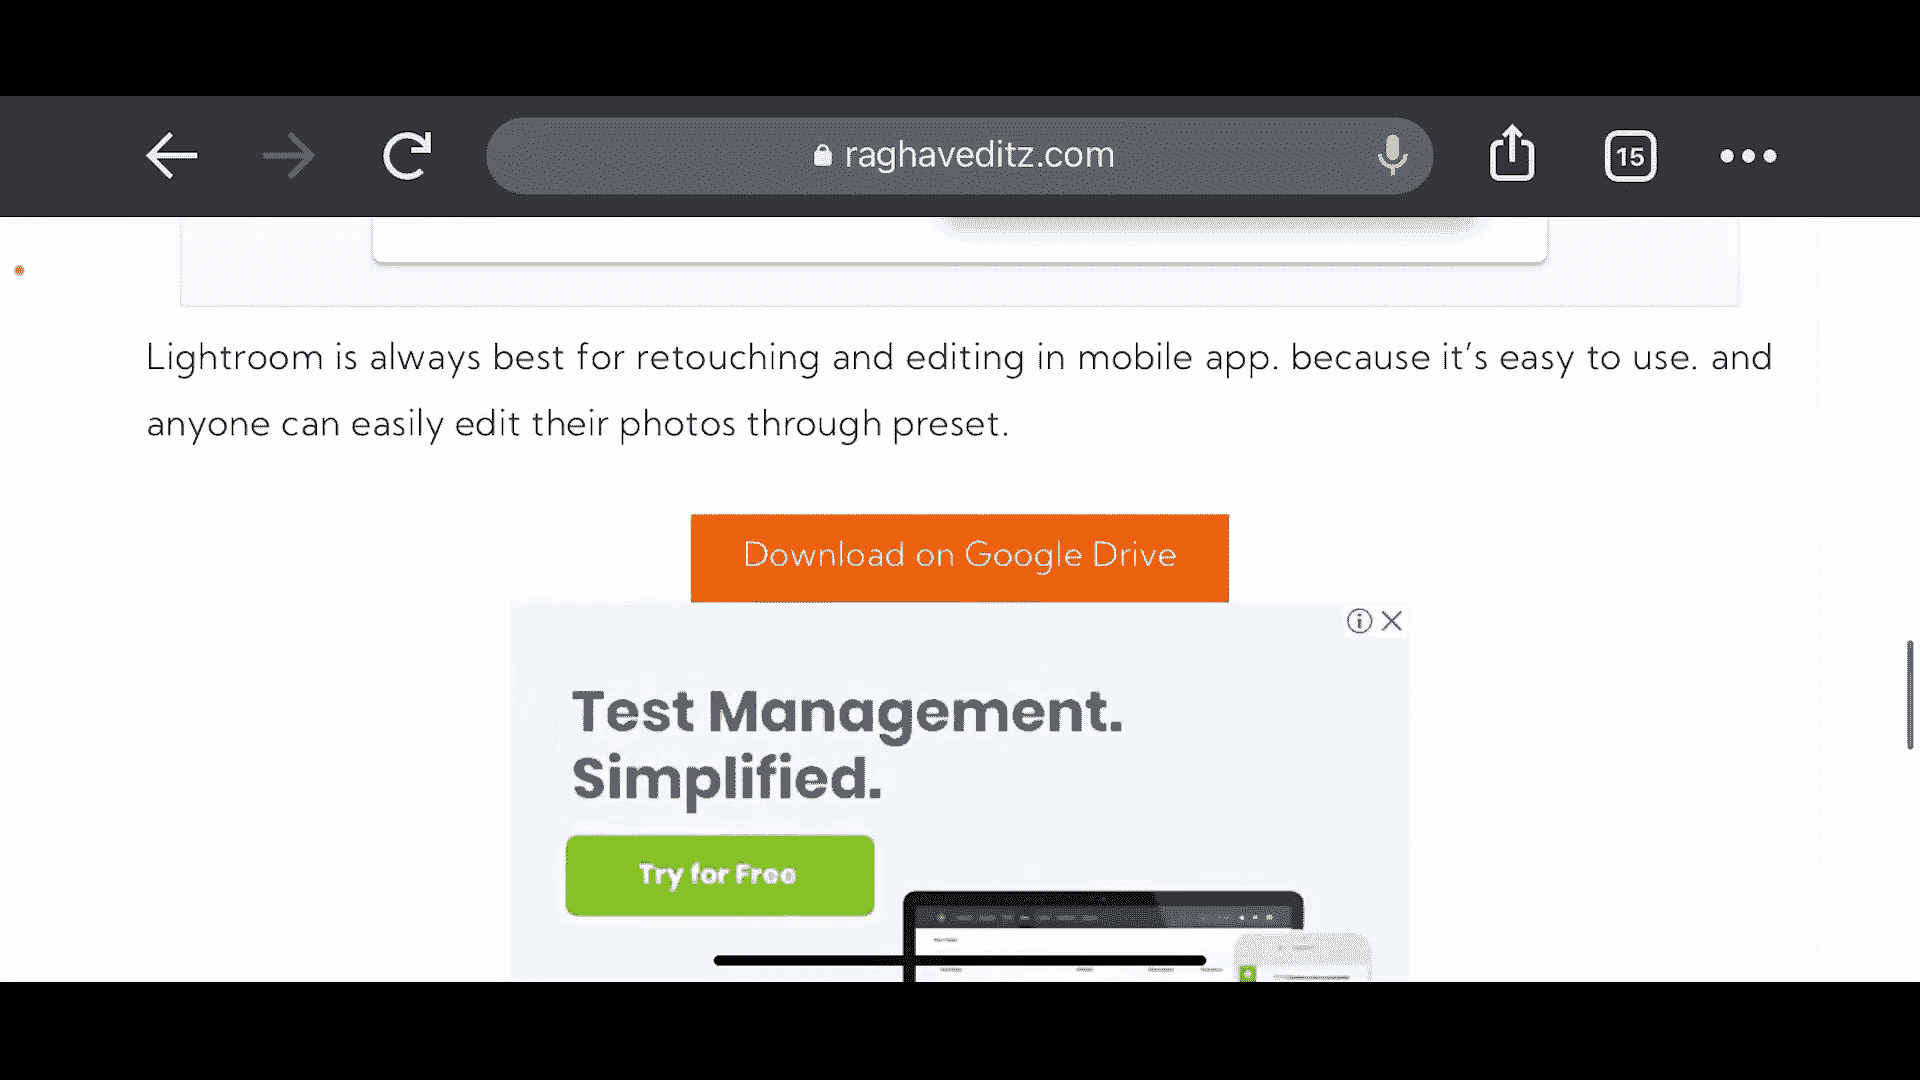 raghaveditz.com
15
Lightroom is always best for retouching and editing in mobile app. because it's easy to use. and
anyone can easily edit their photos through preset.
Download on Google Drive
Test Management.
Simplified.
Try for Free